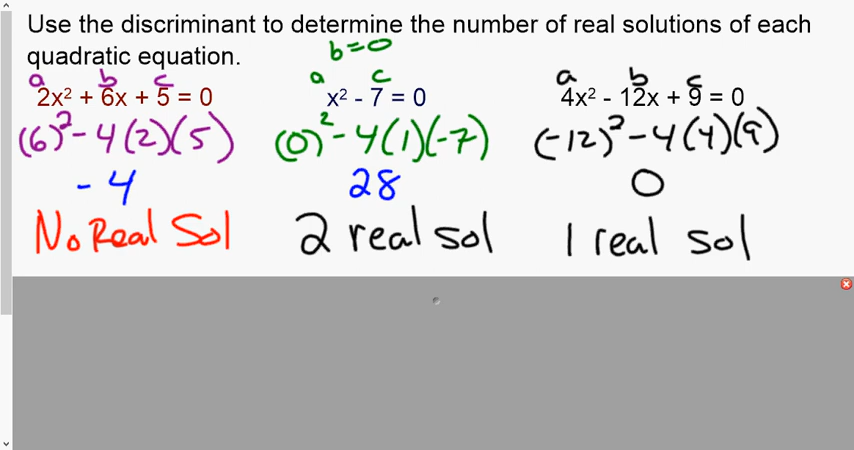 Use the discriminant to determine the number of real solutions of each
quadratic equation.
b=0
a b c a c a b c
2x² + 6x + 5 = 0 x² - 7 = 0 4x² - 12x + 9 = 0
(6)² - 4(2)(5) (0)² - 4(1)(-7) (-12)² - 4(4)(9)
-4 28 0
No Real Sol 2 real sol 1 real sol